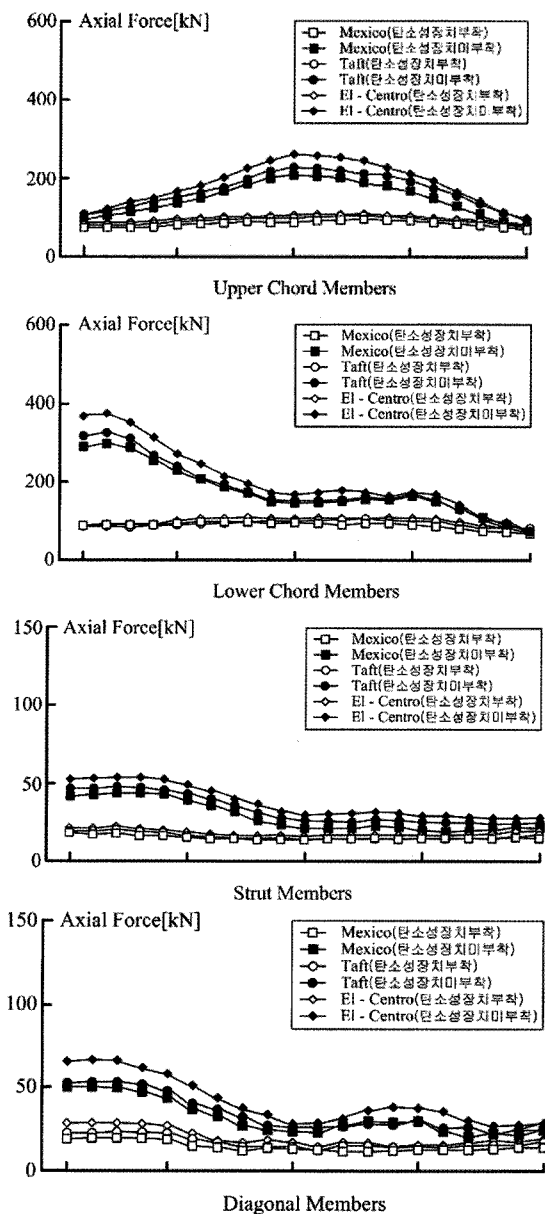 Axial Force[kN]
600
400
200
0
Mexico(탄소성장치부착)
Mexico(탄소성장치미부착)
Taft(탄소성장치부착)
Taft(탄소성장치미부착)
El - Centro(탄소성장치부착)
El - Centro(탄소성장치미부착)
Upper Chord Members
Axial Force[kN]
600
400
200
0
Mexico(탄소성장치부착)
Mexico(탄소성장치미부착)
Taft(탄소성장치부착)
Taft(탄소성장치미부착)
El - Centro(탄소성장치부착)
El - Centro(탄소성장치미부착)
Lower Chord Members
Axial Force[kN]
150
100
50
0
Mexico(탄소성장치부착)
Mexico(탄소성장치미부착)
Taft(탄소성장치부착)
Taft(탄소성장치미부착)
El - Centro(탄소성장치부착)
El - Centro(탄소성장치미부착)
Strut Members
Axial Force[kN]
150
100
50
0
Mexico(탄소성장치부착)
Mexico(탄소성장치미부착)
Taft(탄소성장치부착)
Taft(탄소성장치미부착)
El - Centro(탄소성장치부착)
El - Centro(탄소성장치미부착)
Diagonal Members